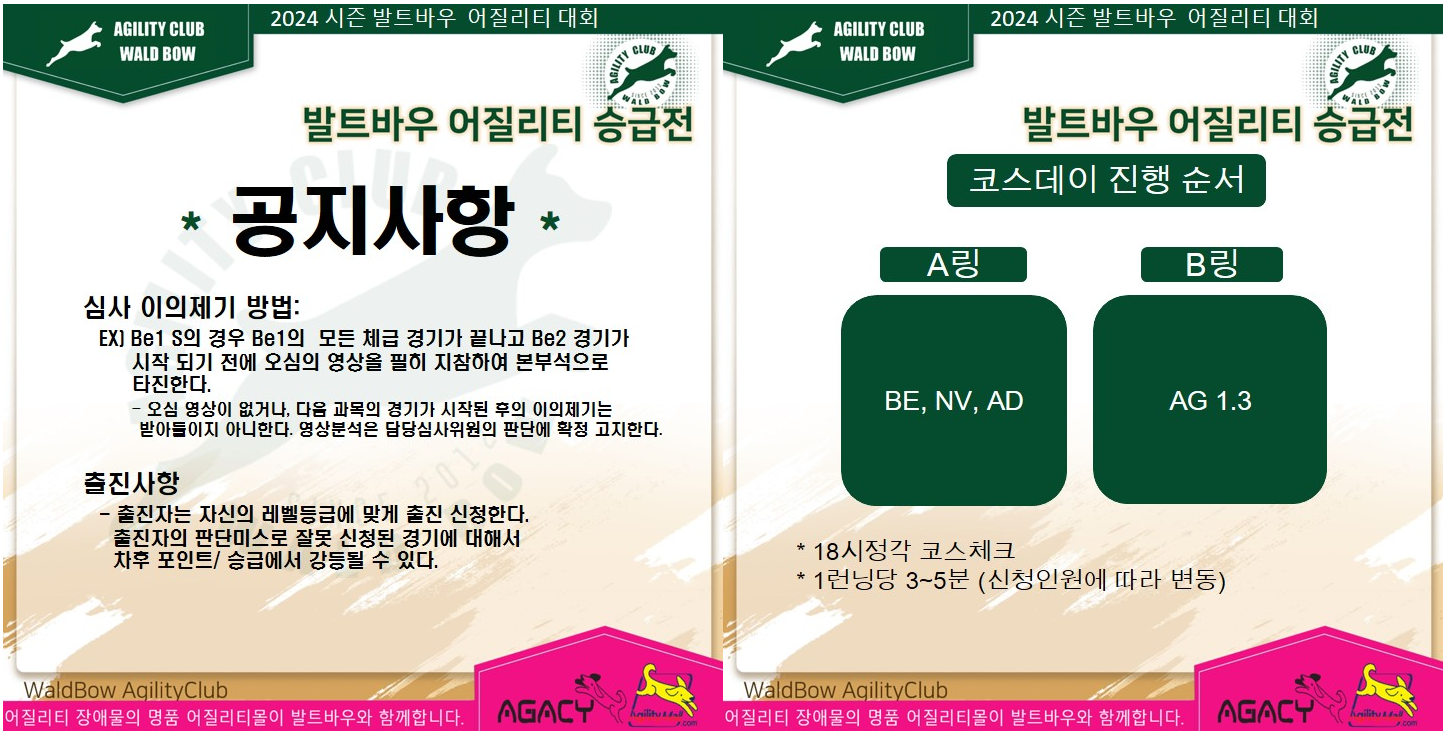 AGILITY CLUB
WALD BOW
2024 시즌 발트바우 어질리티 대회
AGILITY CLUB
SINCE 2014
WALD BOW
발트바우 어질리티 승급전
* 공지사항 *
심사 이의제기 방법:
EX) Be1 S의 경우 Be1의 모든 체급 경기가 끝나고 Be2 경기가
시작 되기 전에 오심의 영상을 필히 지참하여 본부석으로
타진한다.
- 오심 영상이 없거나, 다음 과목의 경기가 시작된 후의 이의제기는
받아들이지 아니한다. 영상분석은 담당심사위원의 판단에 확정 고지한다.
출진사항
- 출진자는 자신의 레벨등급에 맞게 출진 신청한다.
출진자의 판단미스로 잘못 신청된 경기에 대해서
차후 포인트/ 승급에서 강등될 수 있다.
WaldBow AgilityClub
어질리티 장애물의 명품 어질리티몰이 발트바우와 함께합니다.
AGACY
AgilityMall.com
AGILITY CLUB
WALD BOW
2024 시즌 발트바우 어질리티 대회
AGILITY CLUB
SINCE 2014
WALD BOW
발트바우 어질리티 승급전
코스데이 진행 순서
A링
B링
BE, NV, AD
AG 1.3
* 18시정각 코스체크
* 1런닝당 3~5분 (신청인원에 따라 변동)
WaldBow AgilityClub
어질리티 장애물의 명품 어질리티몰이 발트바우와 함께합니다.
AGACY
AgilityMall.com